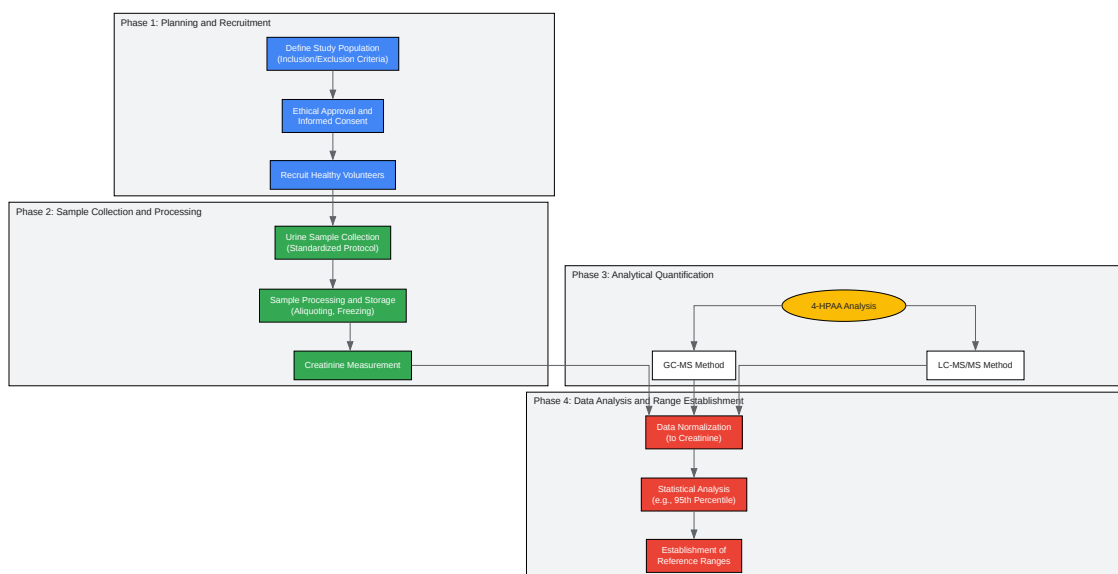 Phase 1: Planning and Recruitment
Define Study Population
(Inclusion/Exclusion Criteria)
Ethical Approval and
Informed Consent
Recruit Healthy Volunteers
Phase 2: Sample Collection and Processing
Urine Sample Collection
(Standardized Protocol)
Sample Processing and Storage
(Aliquoting, Freezing)
Creatinine Measurement
Phase 3: Analytical Quantification
4-HPAA Analysis
GC-MS Method
LC-MS/MS Method
Phase 4: Data Analysis and Range Establishment
Data Normalization
(to Creatinine)
Statistical Analysis
(e.g., 95th Percentile)
Establishment of
Reference Ranges